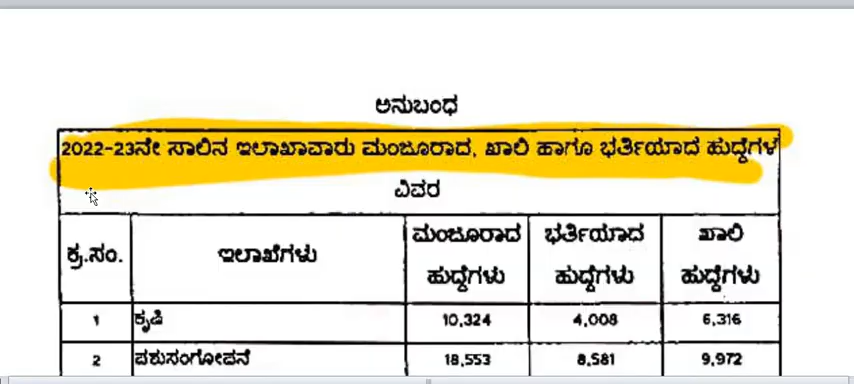 ಅನುಬಂಧ
2022-23ನೇ ಸಾಲಿನ ಇಲಾಖಾವಾರು ಮಂಜೂರಾದ, ಖಾಲಿ ಹಾಗೂ ಭರ್ತಿಯಾದ ಹುದ್ದೆಗಳ
ವಿವರ
ಕ್ರ.ಸಂ. ಇಲಾಖೆಗಳು ಮಂಜೂರಾದ ಹುದ್ದೆಗಳು ಭರ್ತಿಯಾದ ಹುದ್ದೆಗಳು ಖಾಲಿ ಹುದ್ದೆಗಳು
1 ಕೃಷಿ 10,324 4,008 6,316
2 ಪಶುಸಂಗೋಪನೆ 18,553 8,581 9,972